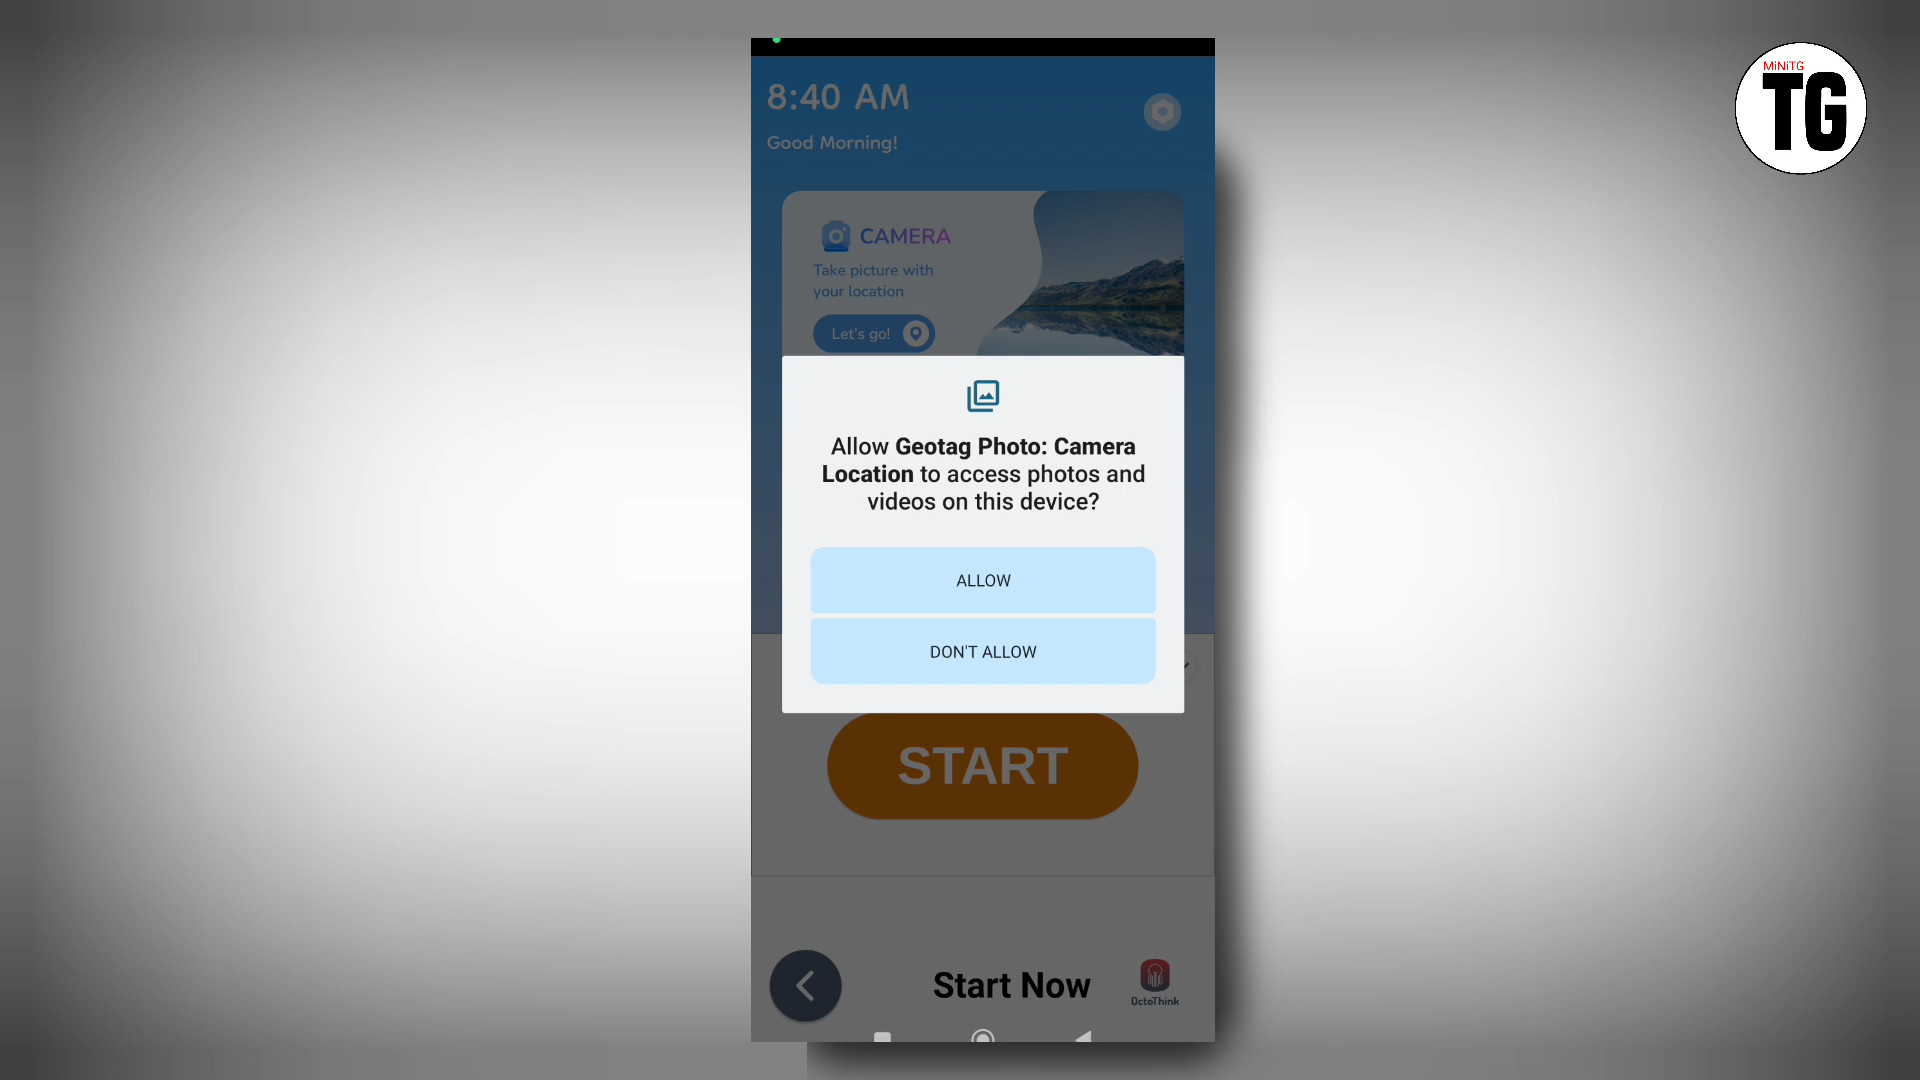 MiNiTG
TG
8:40 AM
Good Morning!
CAMERA
Take picture with
your location
Let's go!
Allow Geotag Photo: Camera
Location to access photos and
videos on this device?
ALLOW
DON'T ALLOW
START
Start Now
OctoThink